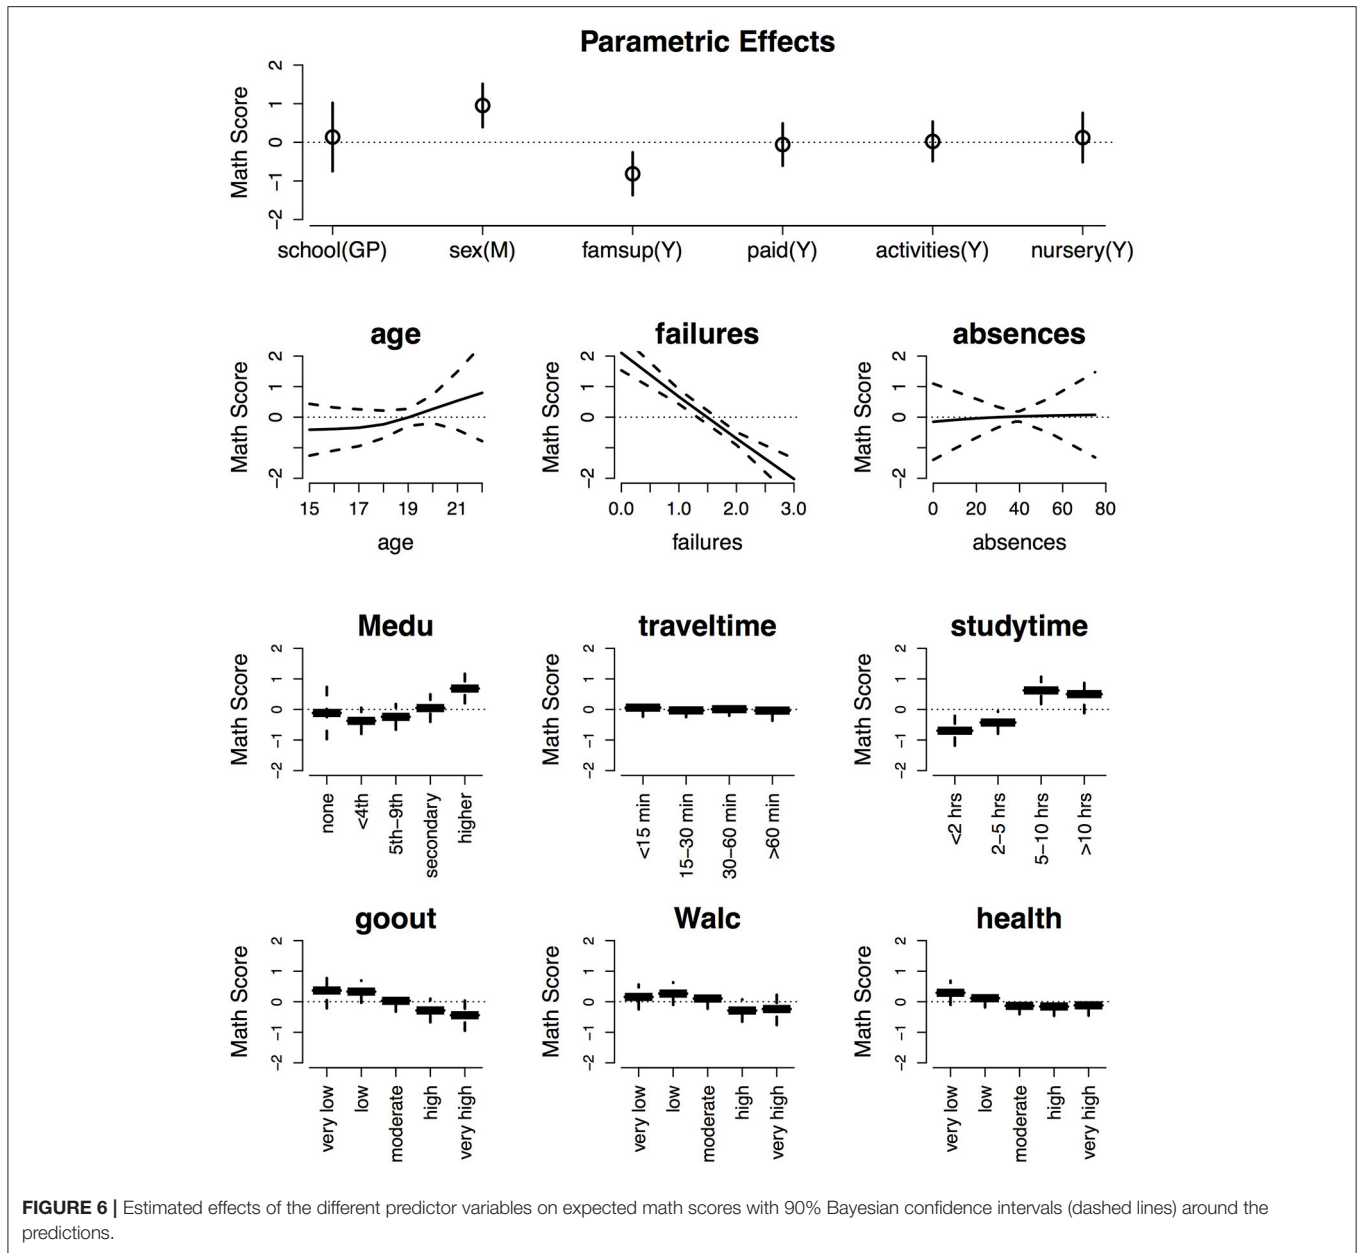 Parametric Effects
Math Score
2
1
0
−1
−2
school(GP) sex(M) famsup(Y) paid(Y) activities(Y) nursery(Y)
age
Math Score
2
1
0
−2
15 17 19 21
age
failures
Math Score
2
1
0
−2
0.0 1.0 2.0 3.0
failures
absences
Math Score
2
1
0
−2
0 20 40 60 80
absences
Medu
Math Score
2
1
0
−1
−2
none
<4th
5th−9th
secondary
higher
traveltime
Math Score
2
1
0
−1
−2
<15 min
15−30 min
30−60 min
>60 min
studytime
Math Score
2
1
0
−1
−2
<2 hrs
2−5 hrs
5−10 hrs
>10 hrs
goout
Math Score
2
1
0
−1
−2
very low
low
moderate
high
very high
Walc
Math Score
2
1
0
−1
−2
very low
low
moderate
high
very high
health
Math Score
2
1
0
−1
−2
very low
low
moderate
high
very high
FIGURE 6 | Estimated effects of the different predictor variables on expected math scores with 90% Bayesian confidence intervals (dashed lines) around the
predictions.